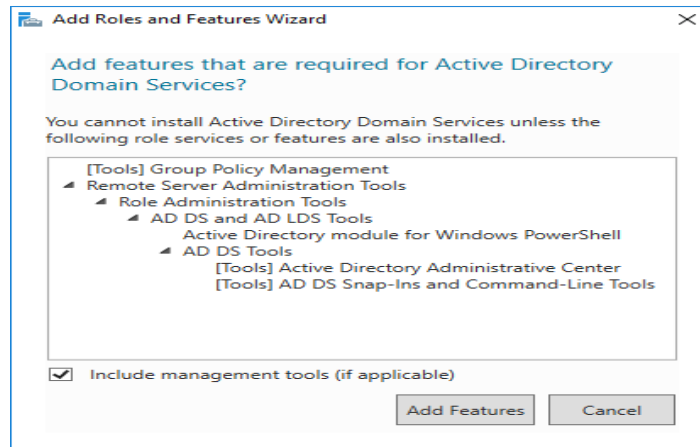 Add Roles and Features Wizard
Add features that are required for Active Directory
Domain Services?
You cannot install Active Directory Domain Services unless the
following role services or features are also installed.
[Tools] Group Policy Management
Remote Server Administration Tools
Role Administration Tools
AD DS and AD LDS Tools
Active Directory module for Windows PowerShell
AD DS Tools
[Tools] Active Directory Administrative Center
[Tools] AD DS Snap-Ins and Command-Line Tools
Include management tools (if applicable)
Add Features
Cancel